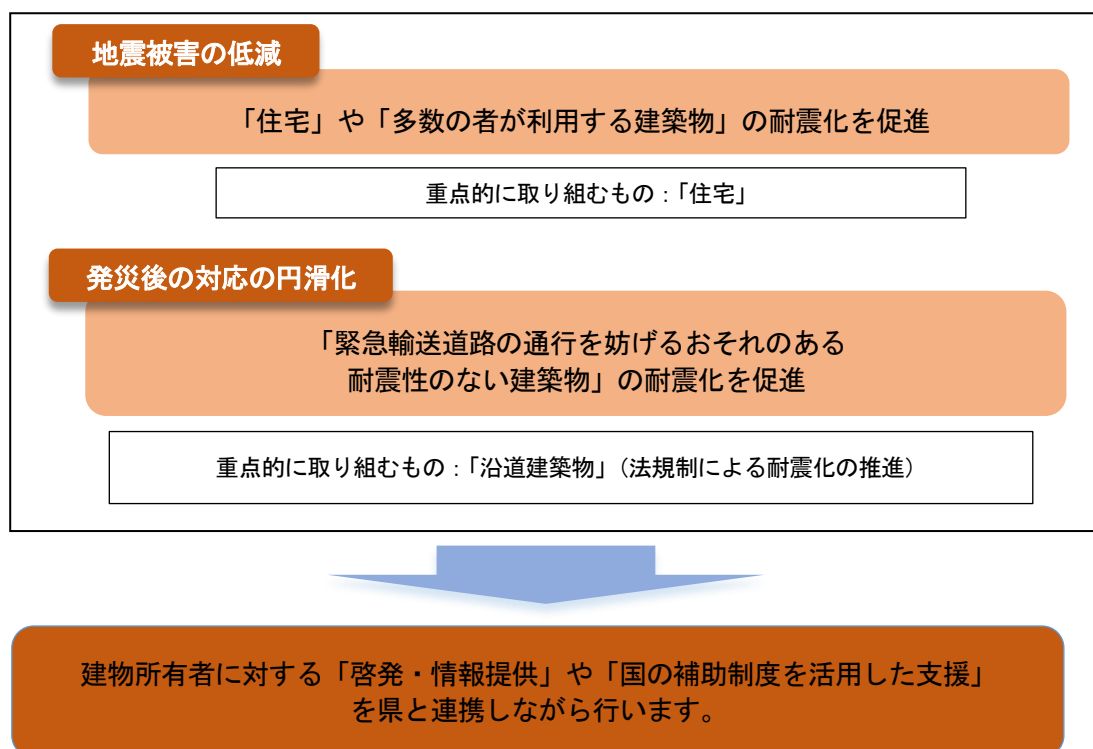 地震被害の低減
「住宅」や「多数の者が利用する建築物」の耐震化を促進
重点的に取り組むもの：「住宅」
発災後の対応の円滑化
「緊急輸送道路の通行を妨げるおそれのある
耐震性のない建築物」の耐震化を促進
重点的に取り組むもの：「沿道建築物」（法規制による耐震化の推進）
建物所有者に対する「啓発・情報提供」や「国の補助制度を活用した支援」
を県と連携しながら行います。